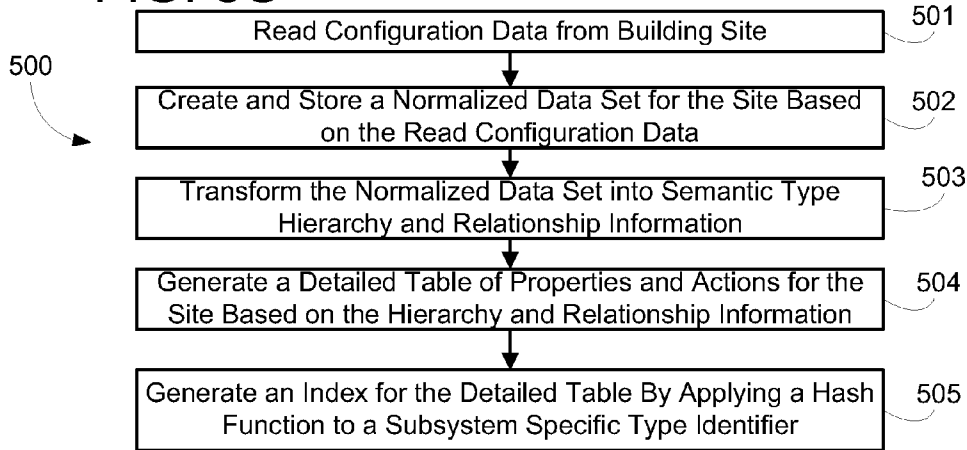 501
Read Configuration Data from Building Site
500
Create and Store a Normalized Data Set for the Site Based
on the Read Configuration Data
502
503
Transform the Normalized Data Set into Semantic Type
Hierarchy and Relationship Information
Generate a Detailed Table of Properties and Actions for the
Site Based on the Hierarchy and Relationship Information
504
Generate an Index for the Detailed Table By Applying a Hash
Function to a Subsystem Specific Type Identifier
505